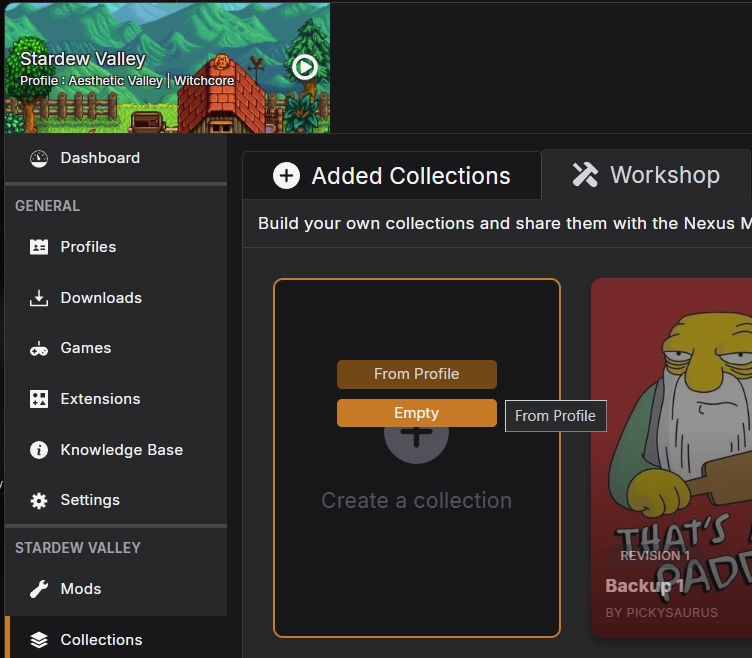 Stardew Valley
Profile : Aesthetic Valley | Witchcore
Dashboard
GENERAL
Profiles
Downloads
Games
Extensions
Knowledge Base
Settings
STARDEW VALLEY
Mods
Collections
Added Collections
Workshop
Build your own collections and share them with the Nexus M
From Profile
Empty
From Profile
Create a collection
THAT'S
PADD
REVISION 1
Backup 1
BY PICKYSAURUS